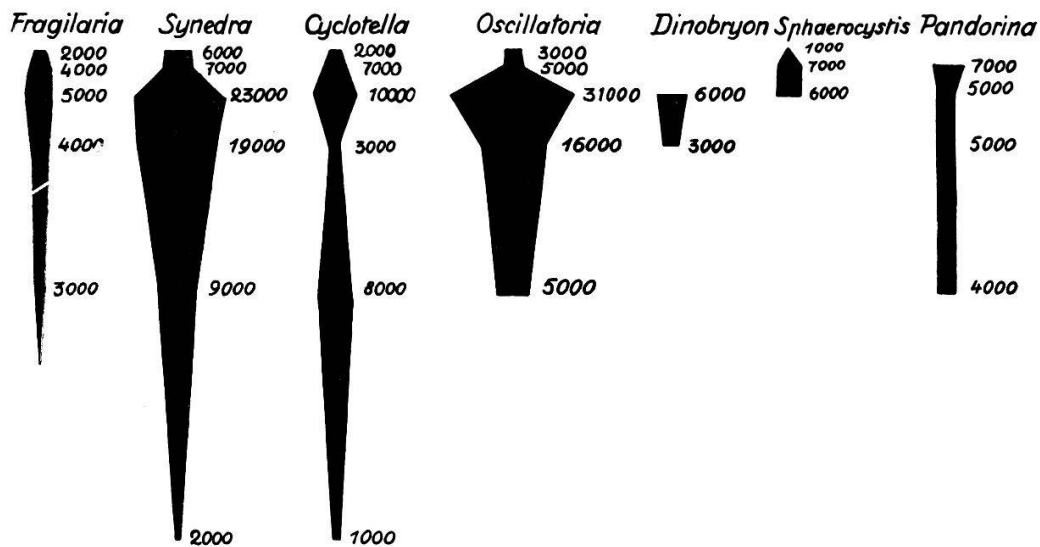 Fragilaria Synedra Cyclotella Oscillatoria Dinobryon Sphaerocystis Pandorina
2000 6000 2000 3000 1000
4000 7000 7000 5000 7000 7000
5000 23000 10000 31000 6000 6000 5000
4000 19000 3000 16000 3000 5000
3000 9000 8000 5000 4000
2000 1000